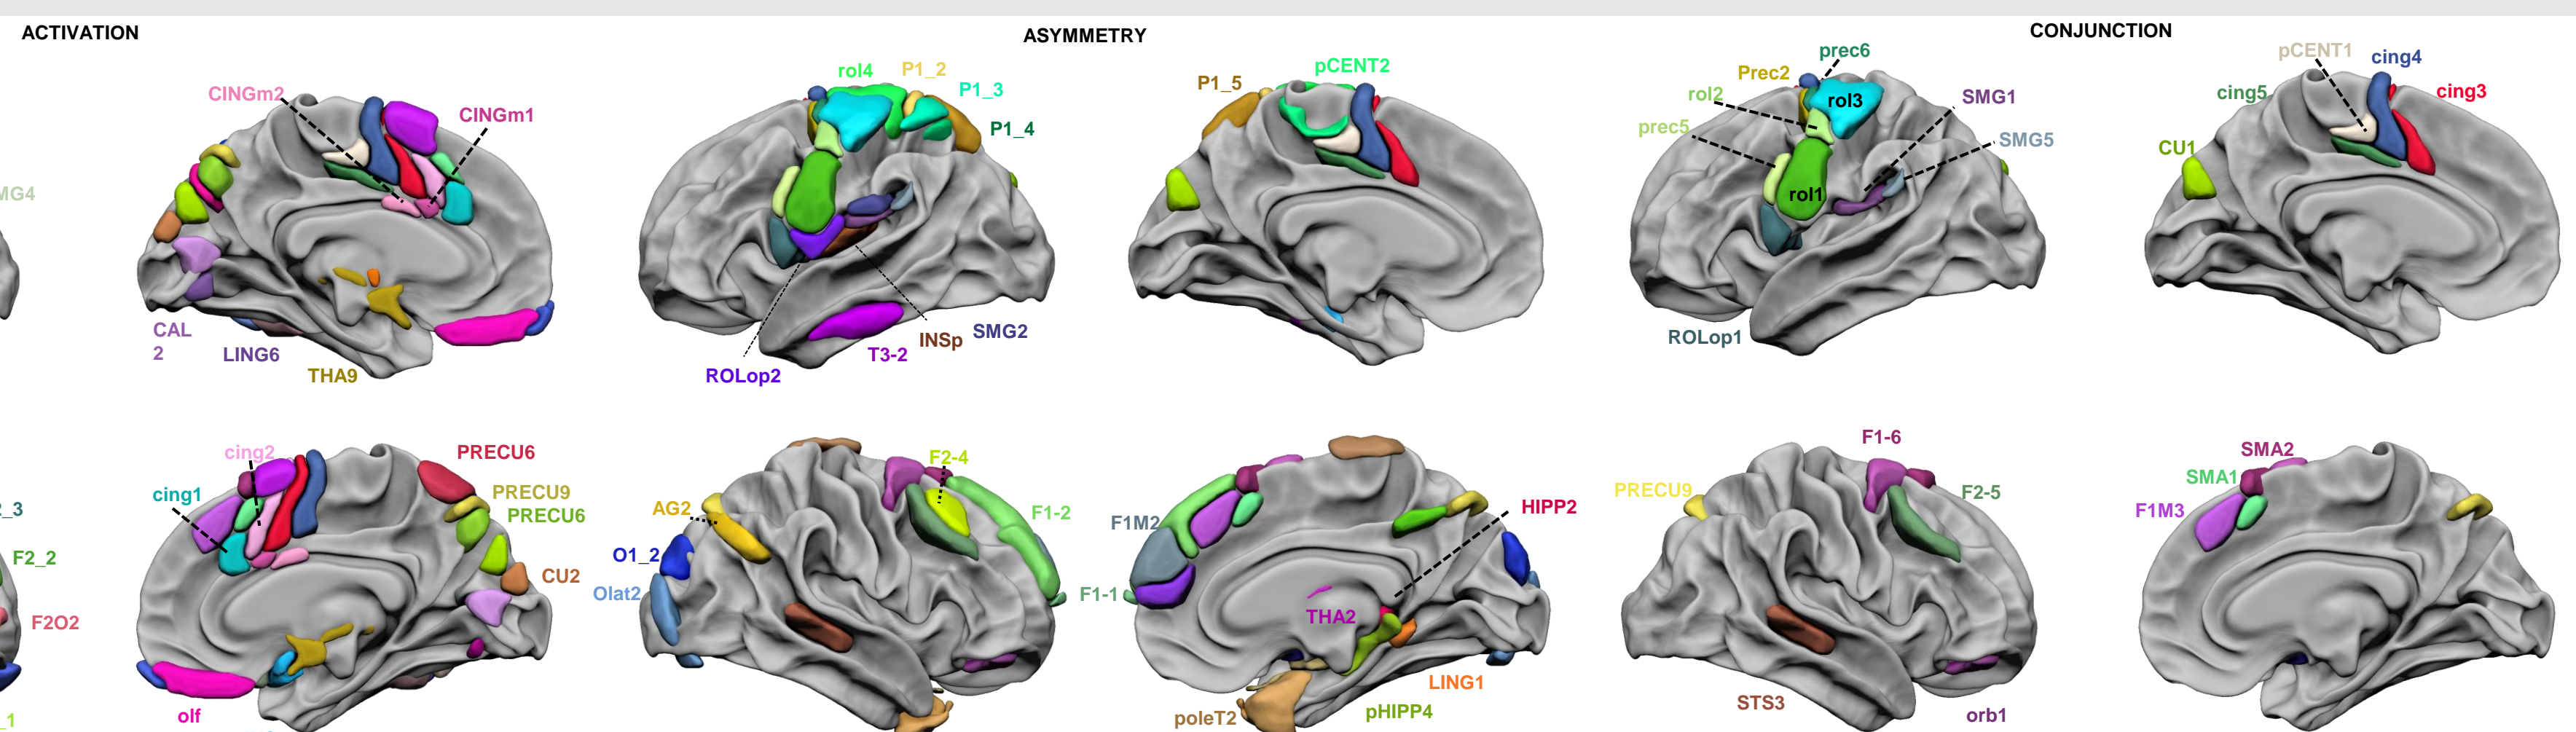 ACTIVATION
ASYMMETRY
CONJUNCTION
CINGm2
CINGm1
MG4
CAL
2
LING6
THA9
rol4
P1_2
P1_3
P1_4
INSp
SMG2
T3-2
ROLop2
P1_5
pCENT2
prec6
Prec2
rol2
rol3
prec5
rol1
SMG1
SMG5
ROLop1
pCENT1
cing4
cing5
cing3
CU1
cing2
PRECU6
cing1
PRECU9
PRECU6
2_3
F2_2
CU2
F2O2
_1
olf
F2-4
AG2
F1-2
O1_2
Olat2
F1-1
F1M2
HIPP2
THA2
LING1
poleT2
pHIPP4
F1-6
PRECU9
F2-5
STS3
orb1
SMA2
SMA1
F1M3